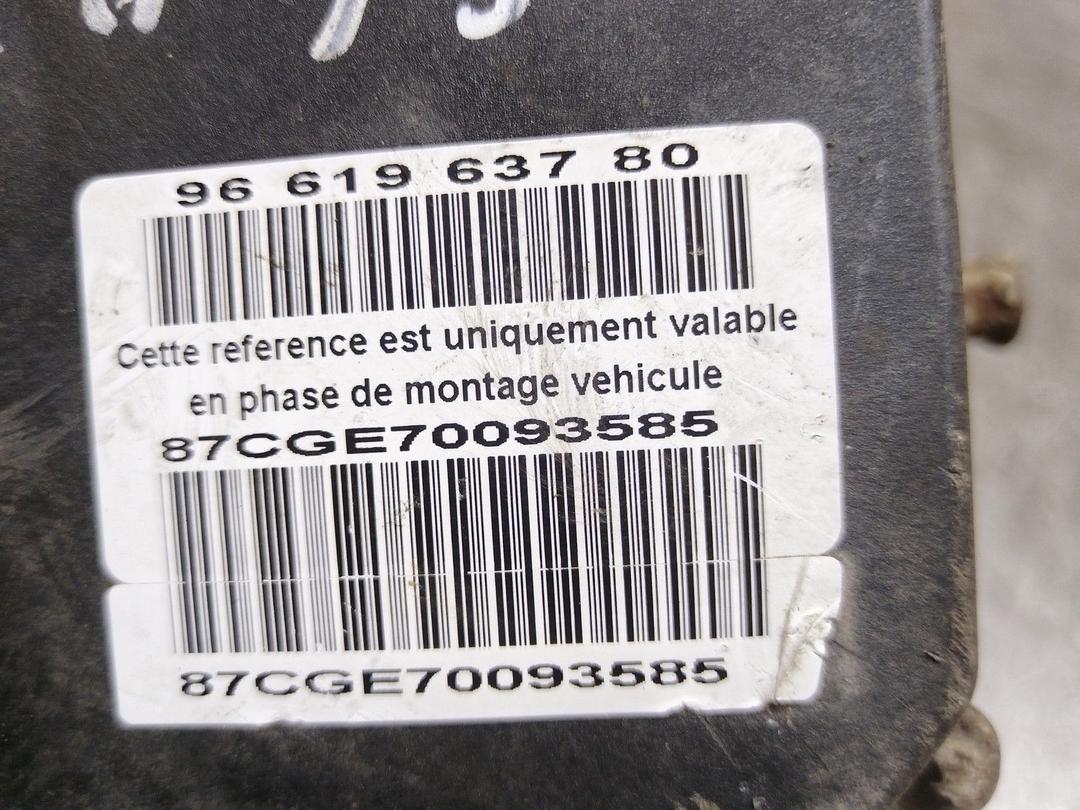 96 619 637 80
Cette reference est uniquement valable
en phase de montage vehicule
87CGE70093585
87CGE70093585